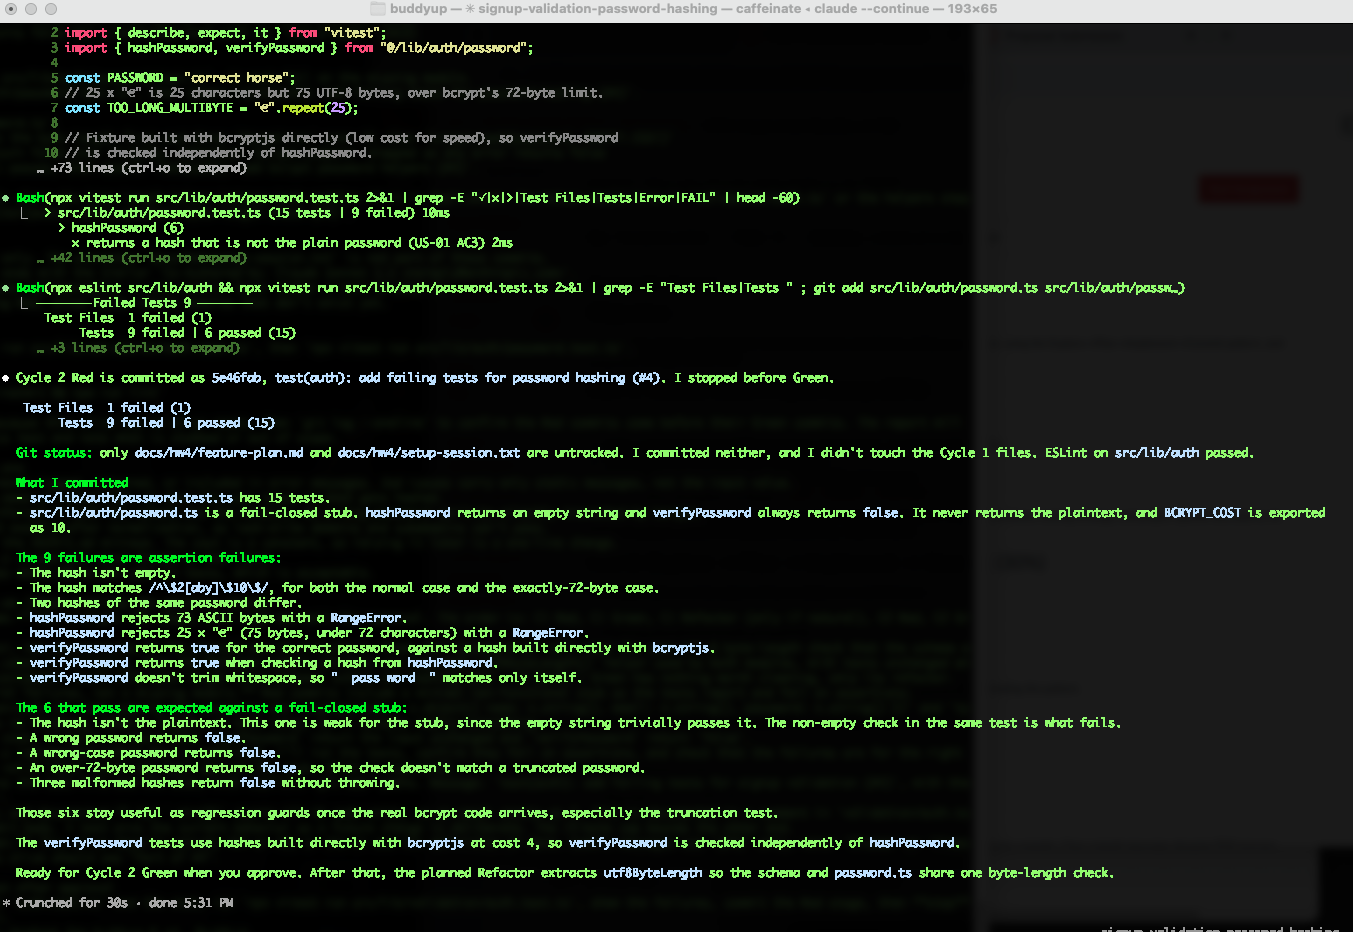 buddyup — ✳ signup-validation-password-hashing — caffeinate ◂ claude --continue — 193×65
2 import { describe, expect, it } from "vitest";
3 import { hashPassword, verifyPassword } from "@/lib/auth/password";
4
5 const PASSWORD = "correct horse";
6 // 25 x "€" is 25 characters but 75 UTF-8 bytes, over bcrypt's 72-byte limit.
7 const TOO_LONG_MULTIBYTE = "€".repeat(25);
8
9 // Fixture built with bcryptjs directly (low cost for speed), so verifyPassword
10 // is checked independently of hashPassword.
… +73 lines (ctrl+o to expand)
● Bash(npx vitest run src/lib/auth/password.test.ts 2>&1 | grep -E "✓|×|>|Test Files|Tests|Error|FAIL" | head -60)
⎿ ❯ src/lib/auth/password.test.ts (15 tests | 9 failed) 10ms
❯ hashPassword (6)
× returns a hash that is not the plain password (US-01 AC3) 2ms
… +42 lines (ctrl+o to expand)
● Bash(npx eslint src/lib/auth && npx vitest run src/lib/auth/password.test.ts 2>&1 | grep -E "Test Files|Tests " ; git add src/lib/auth/password.ts src/lib/auth/passw…)
⎿ ⎯⎯⎯⎯⎯⎯⎯Failed Tests 9 ⎯⎯⎯⎯⎯⎯⎯
Test Files 1 failed (1)
Tests 9 failed | 6 passed (15)
… +3 lines (ctrl+o to expand)
● Cycle 2 Red is committed as 5e46fab, test(auth): add failing tests for password hashing (#4). I stopped before Green.
Test Files 1 failed (1)
Tests 9 failed | 6 passed (15)
Git status: only docs/hw4/feature-plan.md and docs/hw4/setup-session.txt are untracked. I committed neither, and I didn't touch the Cycle 1 files. ESLint on src/lib/auth passed.
What I committed
- src/lib/auth/password.test.ts has 15 tests.
- src/lib/auth/password.ts is a fail-closed stub. hashPassword returns an empty string and verifyPassword always returns false. It never returns the plaintext, and BCRYPT_COST is exported
as 10.
The 9 failures are assertion failures:
- The hash isn't empty.
- The hash matches /^\$2[aby]\$10\$/, for both the normal case and the exactly-72-byte case.
- Two hashes of the same password differ.
- hashPassword rejects 73 ASCII bytes with a RangeError.
- hashPassword rejects 25 × "€" (75 bytes, under 72 characters) with a RangeError.
- verifyPassword returns true for the correct password, against a hash built directly with bcryptjs.
- verifyPassword returns true when checking a hash from hashPassword.
- verifyPassword doesn't trim whitespace, so "  pass word  " matches only itself.
The 6 that pass are expected against a fail-closed stub:
- The hash isn't the plaintext. This one is weak for the stub, since the empty string trivially passes it. The non-empty check in the same test is what fails.
- A wrong password returns false.
- A wrong-case password returns false.
- An over-72-byte password returns false, so the check doesn't match a truncated password.
- Three malformed hashes return false without throwing.
Those six stay useful as regression guards once the real bcrypt code arrives, especially the truncation test.
The verifyPassword tests use hashes built directly with bcryptjs at cost 4, so verifyPassword is checked independently of hashPassword.
Ready for Cycle 2 Green when you approve. After that, the planned Refactor extracts utf8ByteLength so the schema and password.ts share one byte-length check.
✻ Crunched for 30s · done 5:31 PM
signup-validation-password-hashing